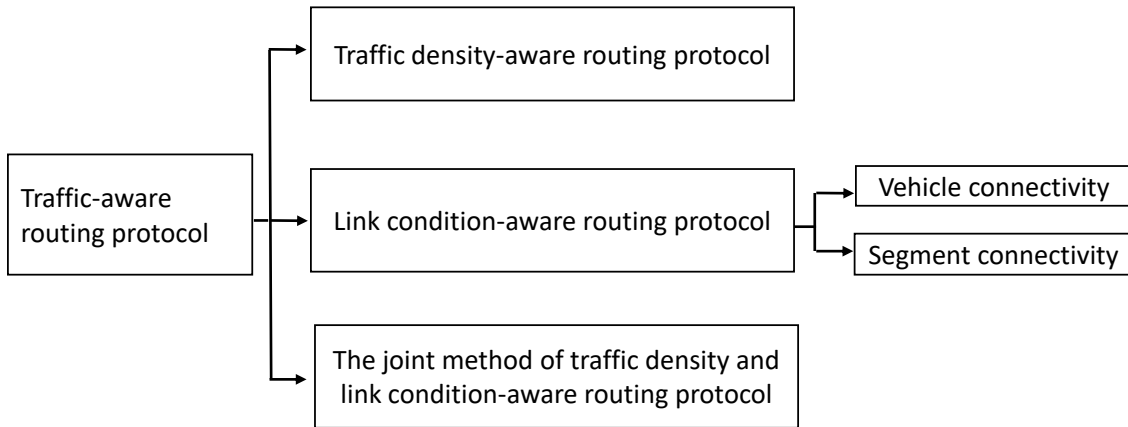 Traffic density-aware routing protocol
Traffic-aware
routing protocol
Link condition-aware routing protocol
Vehicle connectivity
Segment connectivity
The joint method of traffic density and
link condition-aware routing protocol